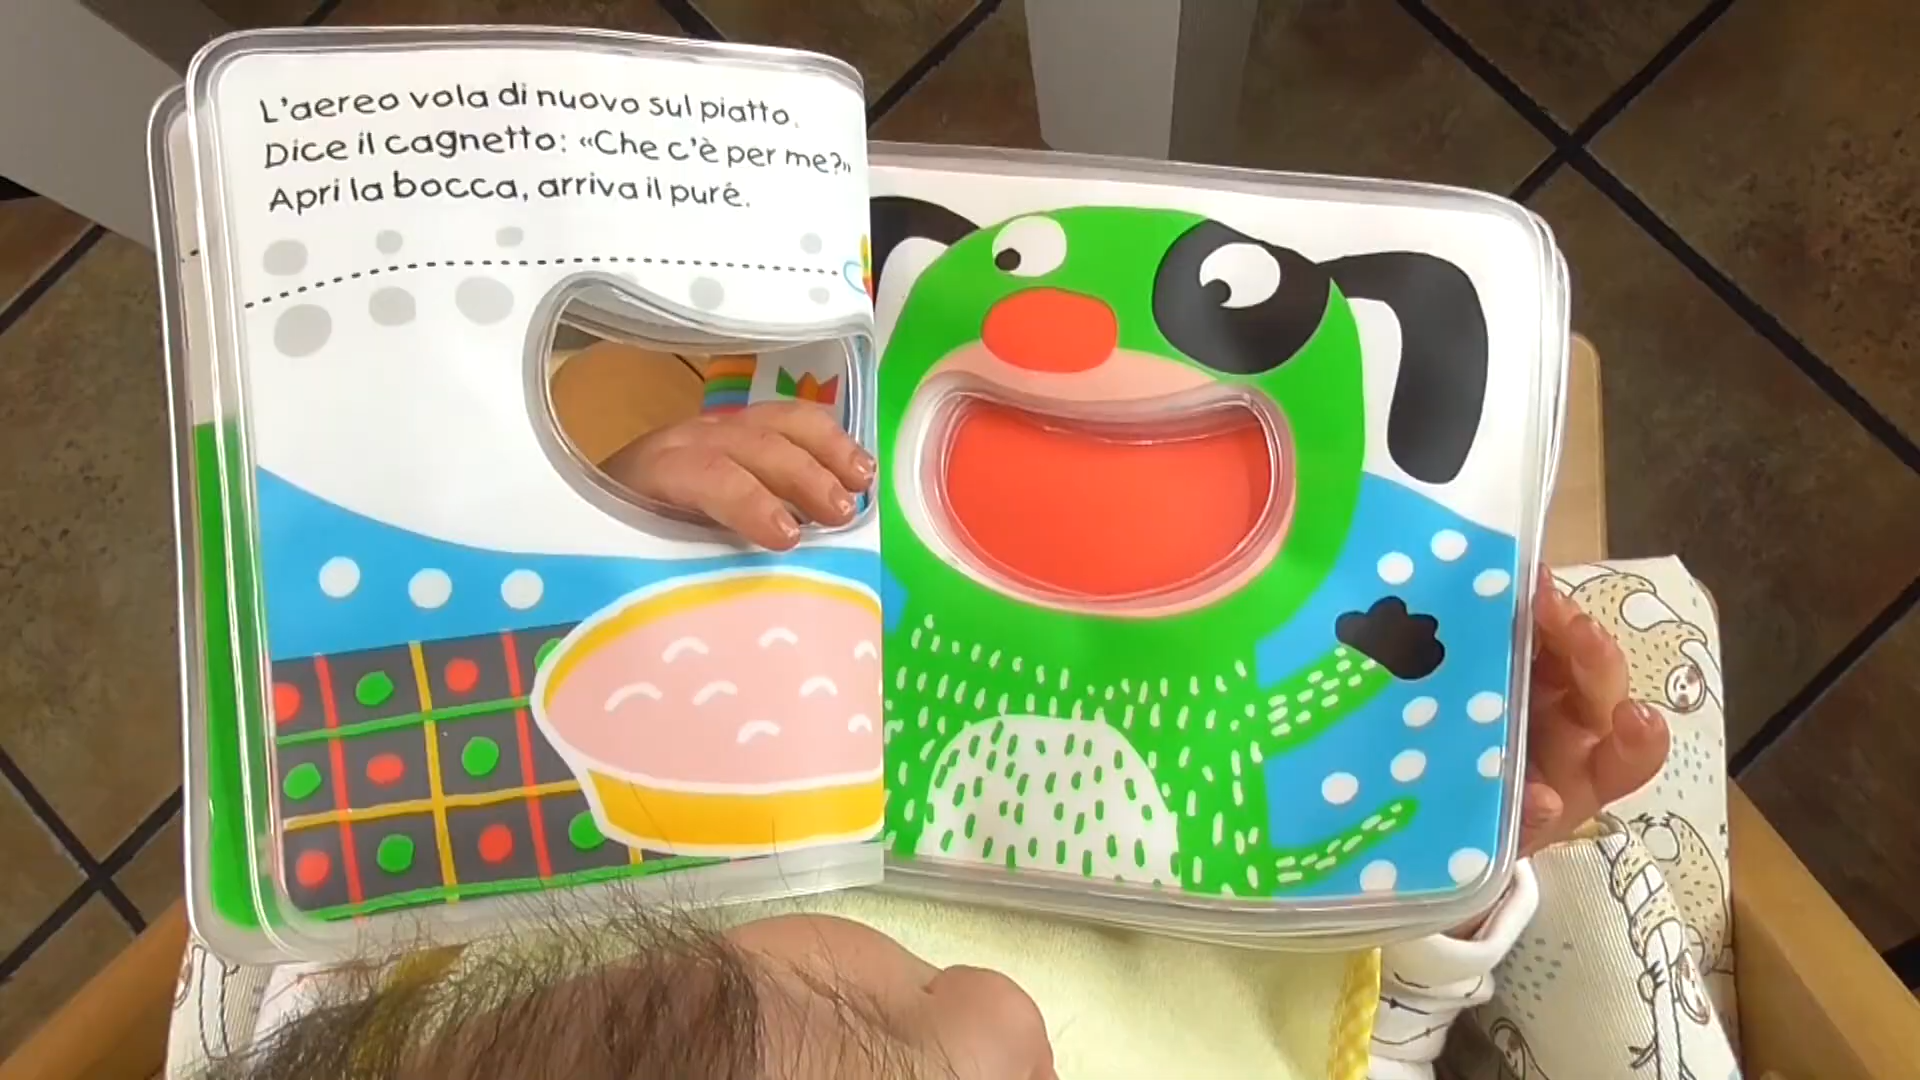 L'aereo vola di nuovo sul piatto.
Dice il cagnetto: «Che c'è per me?»
Apri la bocca, arriva il puré.